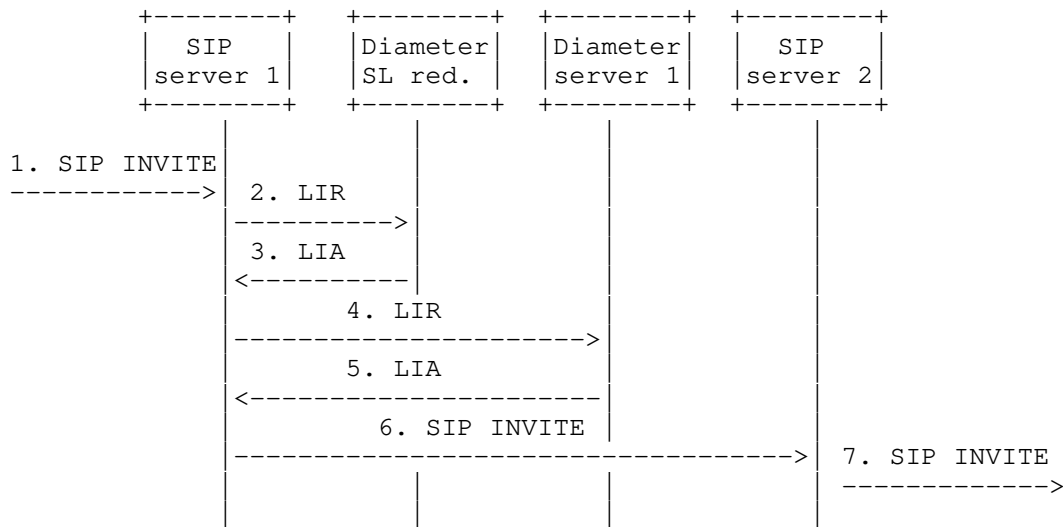 SIP server 1
Diameter SL red.
Diameter server 1
SIP server 2
1. SIP INVITE
2. LIR
3. LIA
4. LIR
5. LIA
6. SIP INVITE
7. SIP INVITE